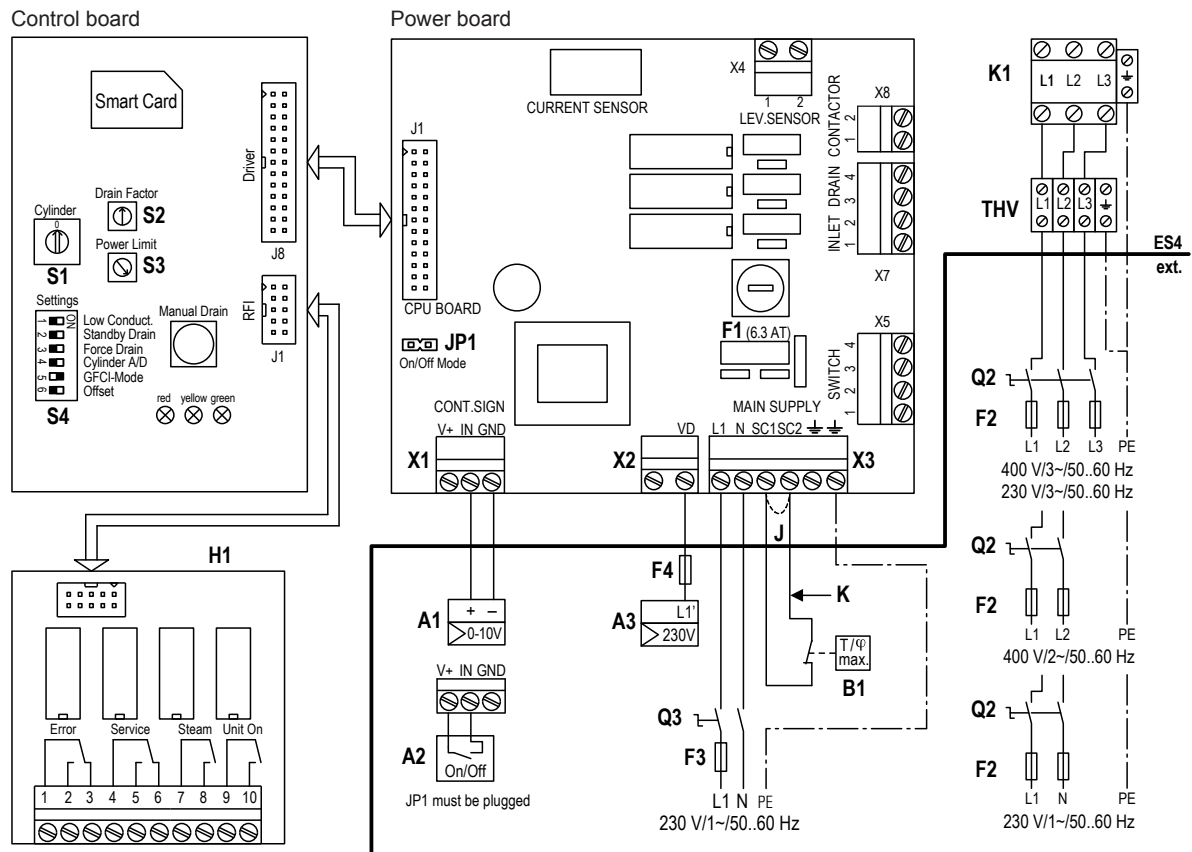 Control board
Smart Card
Driver
J8
Drain Factor
S2
Cylinder
0
S1
Power Limit
S3
RFI
J1
Settings
ON
1 Low Conduct.
2 Standby Drain
3 Force Drain
4 Cylinder A/D
5 GFCI-Mode
6 Offset
S4
Manual Drain
red yellow green
H1
Error Service Steam Unit On
1 2 3 4 5 6 7 8 9 10
Power board
CURRENT SENSOR
X4
1 2
LEV.SENSOR
J1
CPU BOARD
JP1
On/Off Mode
X8
CONTACTOR
1 2
INLET DRAIN
1 2 3 4
X7
F1 (6.3 AT)
X5
SWITCH
1 2 3 4
CONT.SIGN
V+ IN GND
X1
VD
X2
MAIN SUPPLY
L1 N SC1 SC2
X3
J
A1
+ –
0-10V
V+ IN GND
A2
On/Off
JP1 must be plugged
F4
A3
L1'
230V
K
T/φ
max.
B1
Q3
F3
L1 N PE
230 V/1~/50..60 Hz
K1
L1 L2 L3
THV
L1 L2 L3
ES4
ext.
Q2
F2
L1 L2 L3 PE
400 V/3~/50..60 Hz
230 V/3~/50..60 Hz
Q2
F2
L1 L2 PE
400 V/2~/50..60 Hz
Q2
F2
L1 N PE
230 V/1~/50..60 Hz